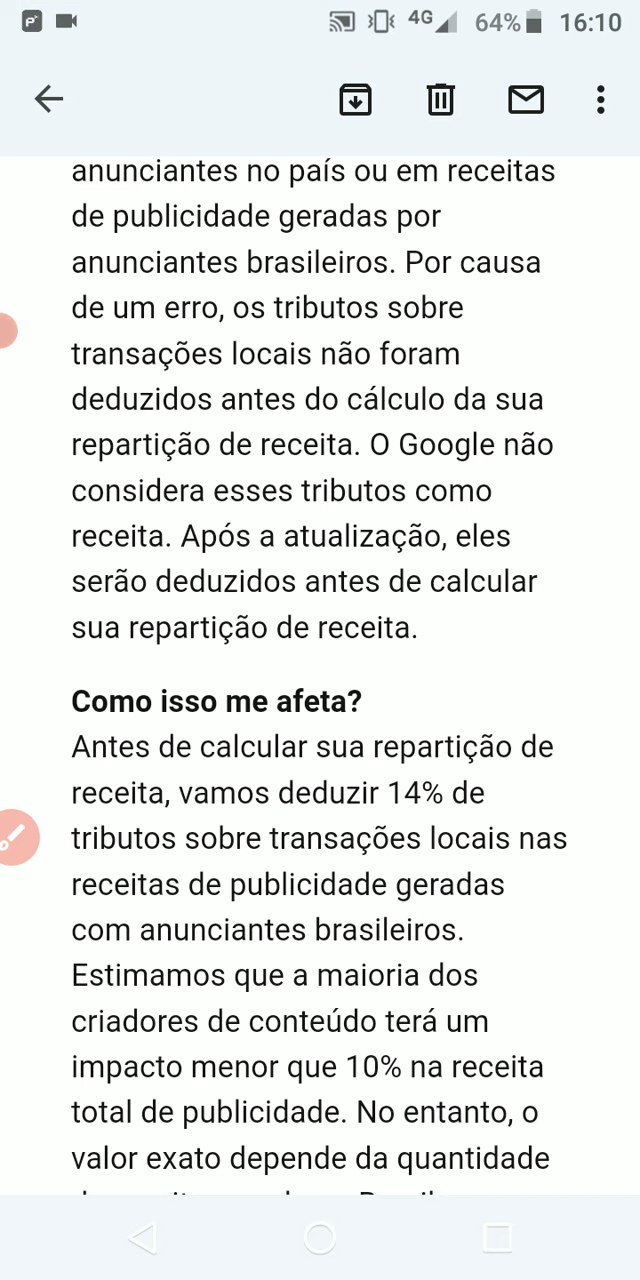 4G 64% 16:10
anunciantes no país ou em receitas
de publicidade geradas por
anunciantes brasileiros. Por causa
de um erro, os tributos sobre
transações locais não foram
deduzidos antes do cálculo da sua
repartição de receita. O Google não
considera esses tributos como
receita. Após a atualização, eles
serão deduzidos antes de calcular
sua repartição de receita.
Como isso me afeta?
Antes de calcular sua repartição de
receita, vamos deduzir 14% de
tributos sobre transações locais nas
receitas de publicidade geradas
com anunciantes brasileiros.
Estimamos que a maioria dos
criadores de conteúdo terá um
impacto menor que 10% na receita
total de publicidade. No entanto, o
valor exato depende da quantidade